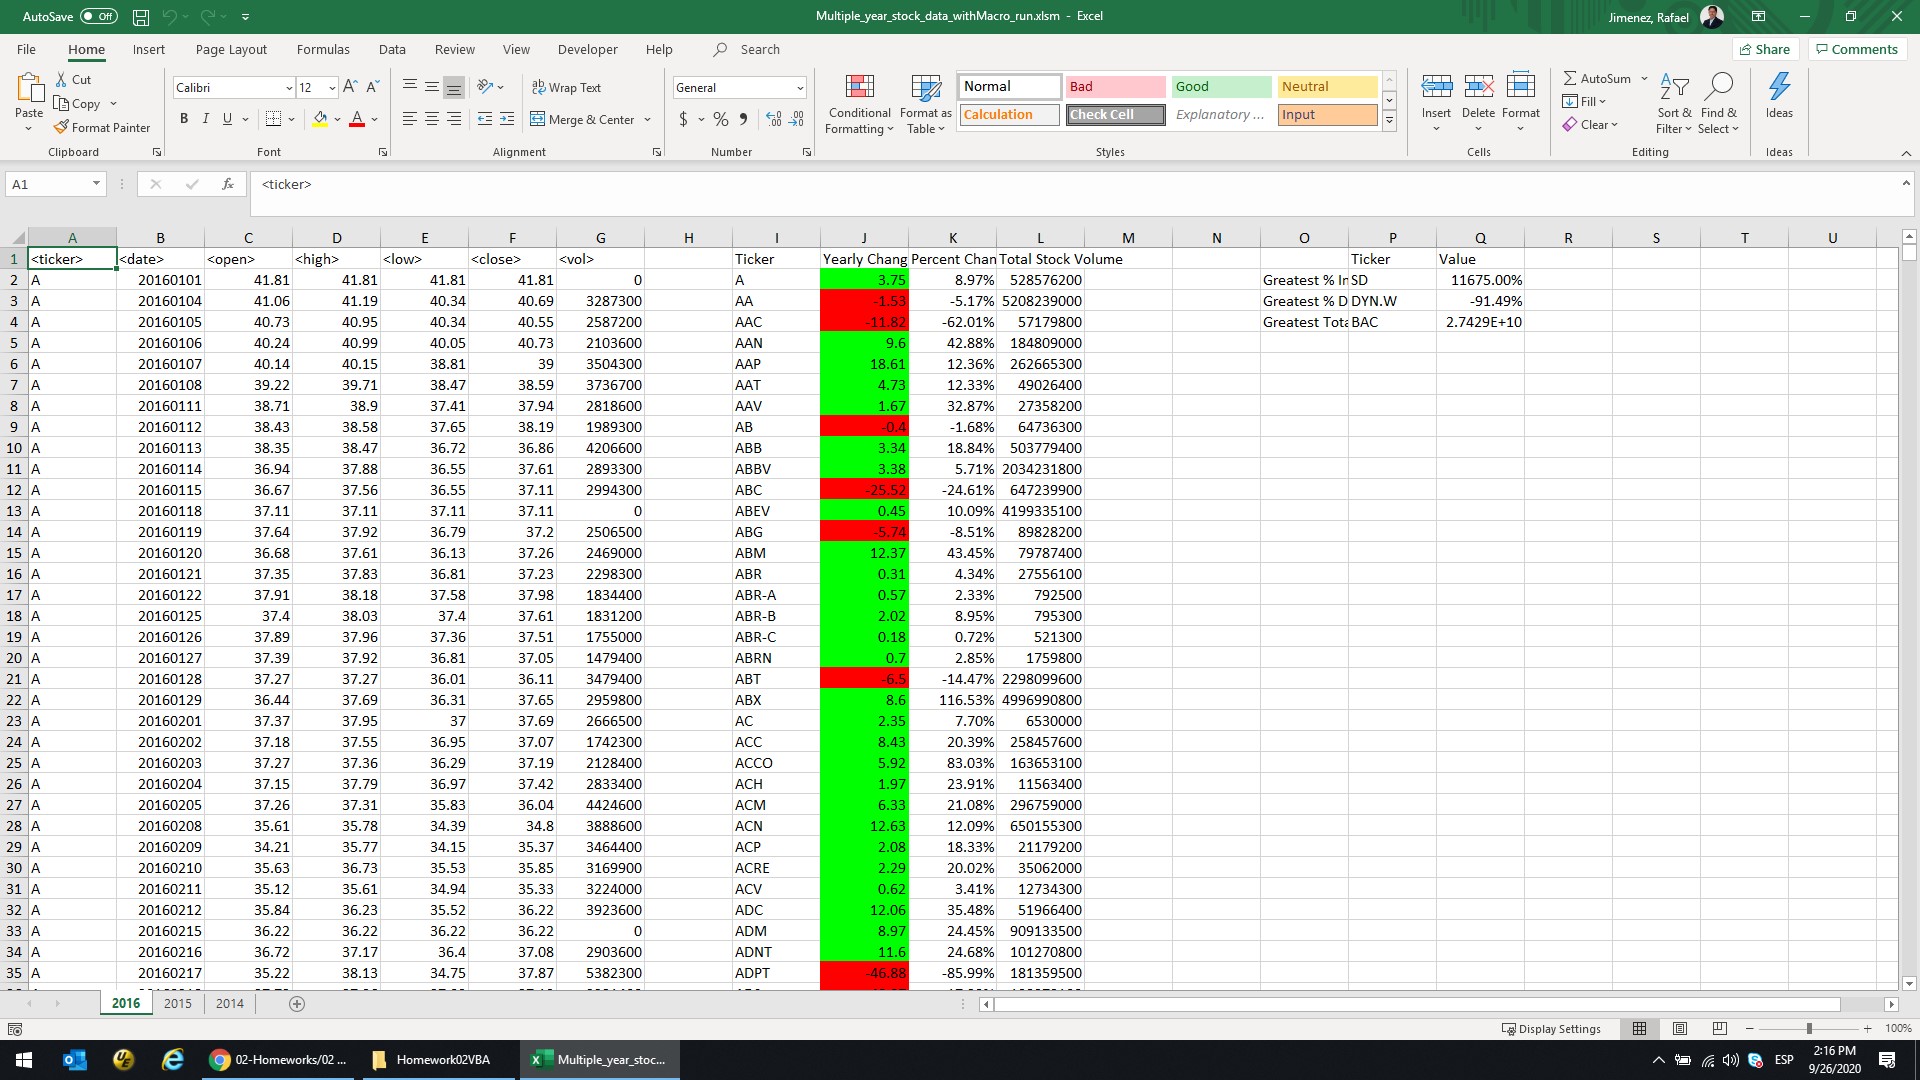 AutoSave Off Multiple_year_stock_data_withMacro_run.xlsm - Excel Jimenez, Rafael
File Home Insert Page Layout Formulas Data Review View Developer Help Search Share Comments
Cut Calibri 12 Wrap Text General Normal Bad Good Neutral AutoSum
Paste Copy Conditional Formatting Format as Table Insert Delete Format Fill Sort & Filter Find & Select Ideas
Format Painter B I U Merge & Center $ % Calculation Check Cell Explanatory ... Input Clear
Clipboard Font Alignment Number Styles Cells Editing Ideas
A1 fx <ticker>
A B C D E F G H I J K L M N O P Q R S T U
1 <ticker> <date> <open> <high> <low> <close> <vol> Ticker Yearly Chang Percent Chan Total Stock Volume Ticker Value
2 A 20160101 41.81 41.81 41.81 41.81 0 A 3.75 8.97% 528576200 Greatest % In SD 11675.00%
3 A 20160104 41.06 41.19 40.34 40.69 3287300 AA -1.53 -5.17% 5208239000 Greatest % D DYN.W -91.49%
4 A 20160105 40.73 40.95 40.34 40.55 2587200 AAC -11.82 -62.01% 57179800 Greatest Tota BAC 2.7429E+10
5 A 20160106 40.24 40.99 40.05 40.73 2103600 AAN 9.6 42.88% 184809000
6 A 20160107 40.14 40.15 38.81 39 3504300 AAP 18.61 12.36% 262665300
7 A 20160108 39.22 39.71 38.47 38.59 3736700 AAT 4.73 12.33% 49026400
8 A 20160111 38.71 38.9 37.41 37.94 2818600 AAV 1.67 32.87% 27358200
9 A 20160112 38.43 38.58 37.65 38.19 1989300 AB -0.4 -1.68% 64736300
10 A 20160113 38.35 38.47 36.72 36.86 4206600 ABB 3.34 18.84% 503779400
11 A 20160114 36.94 37.88 36.55 37.61 2893300 ABBV 3.38 5.71% 2034231800
12 A 20160115 36.67 37.56 36.55 37.11 2994300 ABC -25.52 -24.61% 647239900
13 A 20160118 37.11 37.11 37.11 37.11 0 ABEV 0.45 10.09% 4199335100
14 A 20160119 37.64 37.92 36.79 37.2 2506500 ABG -5.74 -8.51% 89828200
15 A 20160120 36.68 37.61 36.13 37.26 2469000 ABM 12.37 43.45% 79787400
16 A 20160121 37.35 37.83 36.81 37.23 2298300 ABR 0.31 4.34% 27556100
17 A 20160122 37.91 38.18 37.58 37.98 1834400 ABR-A 0.57 2.33% 792500
18 A 20160125 37.4 38.03 37.4 37.61 1831200 ABR-B 2.02 8.95% 795300
19 A 20160126 37.89 37.96 37.36 37.51 1755000 ABR-C 0.18 0.72% 521300
20 A 20160127 37.39 37.92 36.81 37.05 1479400 ABRN 0.7 2.85% 1759800
21 A 20160128 37.27 37.27 36.01 36.11 3479400 ABT -6.5 -14.47% 2298099600
22 A 20160129 36.44 37.69 36.31 37.65 2959800 ABX 8.6 116.53% 4996990800
23 A 20160201 37.37 37.95 37 37.69 2666500 AC 2.35 7.70% 6530000
24 A 20160202 37.18 37.55 36.95 37.07 1742300 ACC 8.43 20.39% 258457600
25 A 20160203 37.27 37.36 36.29 37.19 2128400 ACCO 5.92 83.03% 163653100
26 A 20160204 37.15 37.79 36.97 37.42 2833400 ACH 1.97 23.91% 11563400
27 A 20160205 37.26 37.31 35.83 36.04 4424600 ACM 6.33 21.08% 296759000
28 A 20160208 35.61 35.78 34.39 34.8 3888600 ACN 12.63 12.09% 650155300
29 A 20160209 34.21 35.77 34.15 35.37 3464400 ACP 2.08 18.33% 21179200
30 A 20160210 35.63 36.73 35.53 35.85 3169900 ACRE 2.29 20.02% 35062000
31 A 20160211 35.12 35.61 34.94 35.33 3224000 ACV 0.62 3.41% 12734300
32 A 20160212 35.84 36.23 35.52 36.22 3923600 ADC 12.06 35.48% 51966400
33 A 20160215 36.22 36.22 36.22 36.22 0 ADM 8.97 24.45% 909133500
34 A 20160216 36.72 37.17 36.4 37.08 2903600 ADNT 11.6 24.68% 101270800
35 A 20160217 35.22 38.13 34.75 37.87 5382300 ADPT -46.88 -85.99% 181359500
2016 2015 2014
Display Settings 100%
02-Homeworks/02 ... Homework02VBA Multiple_year_stoc... ESP 2:16 PM
9/26/2020